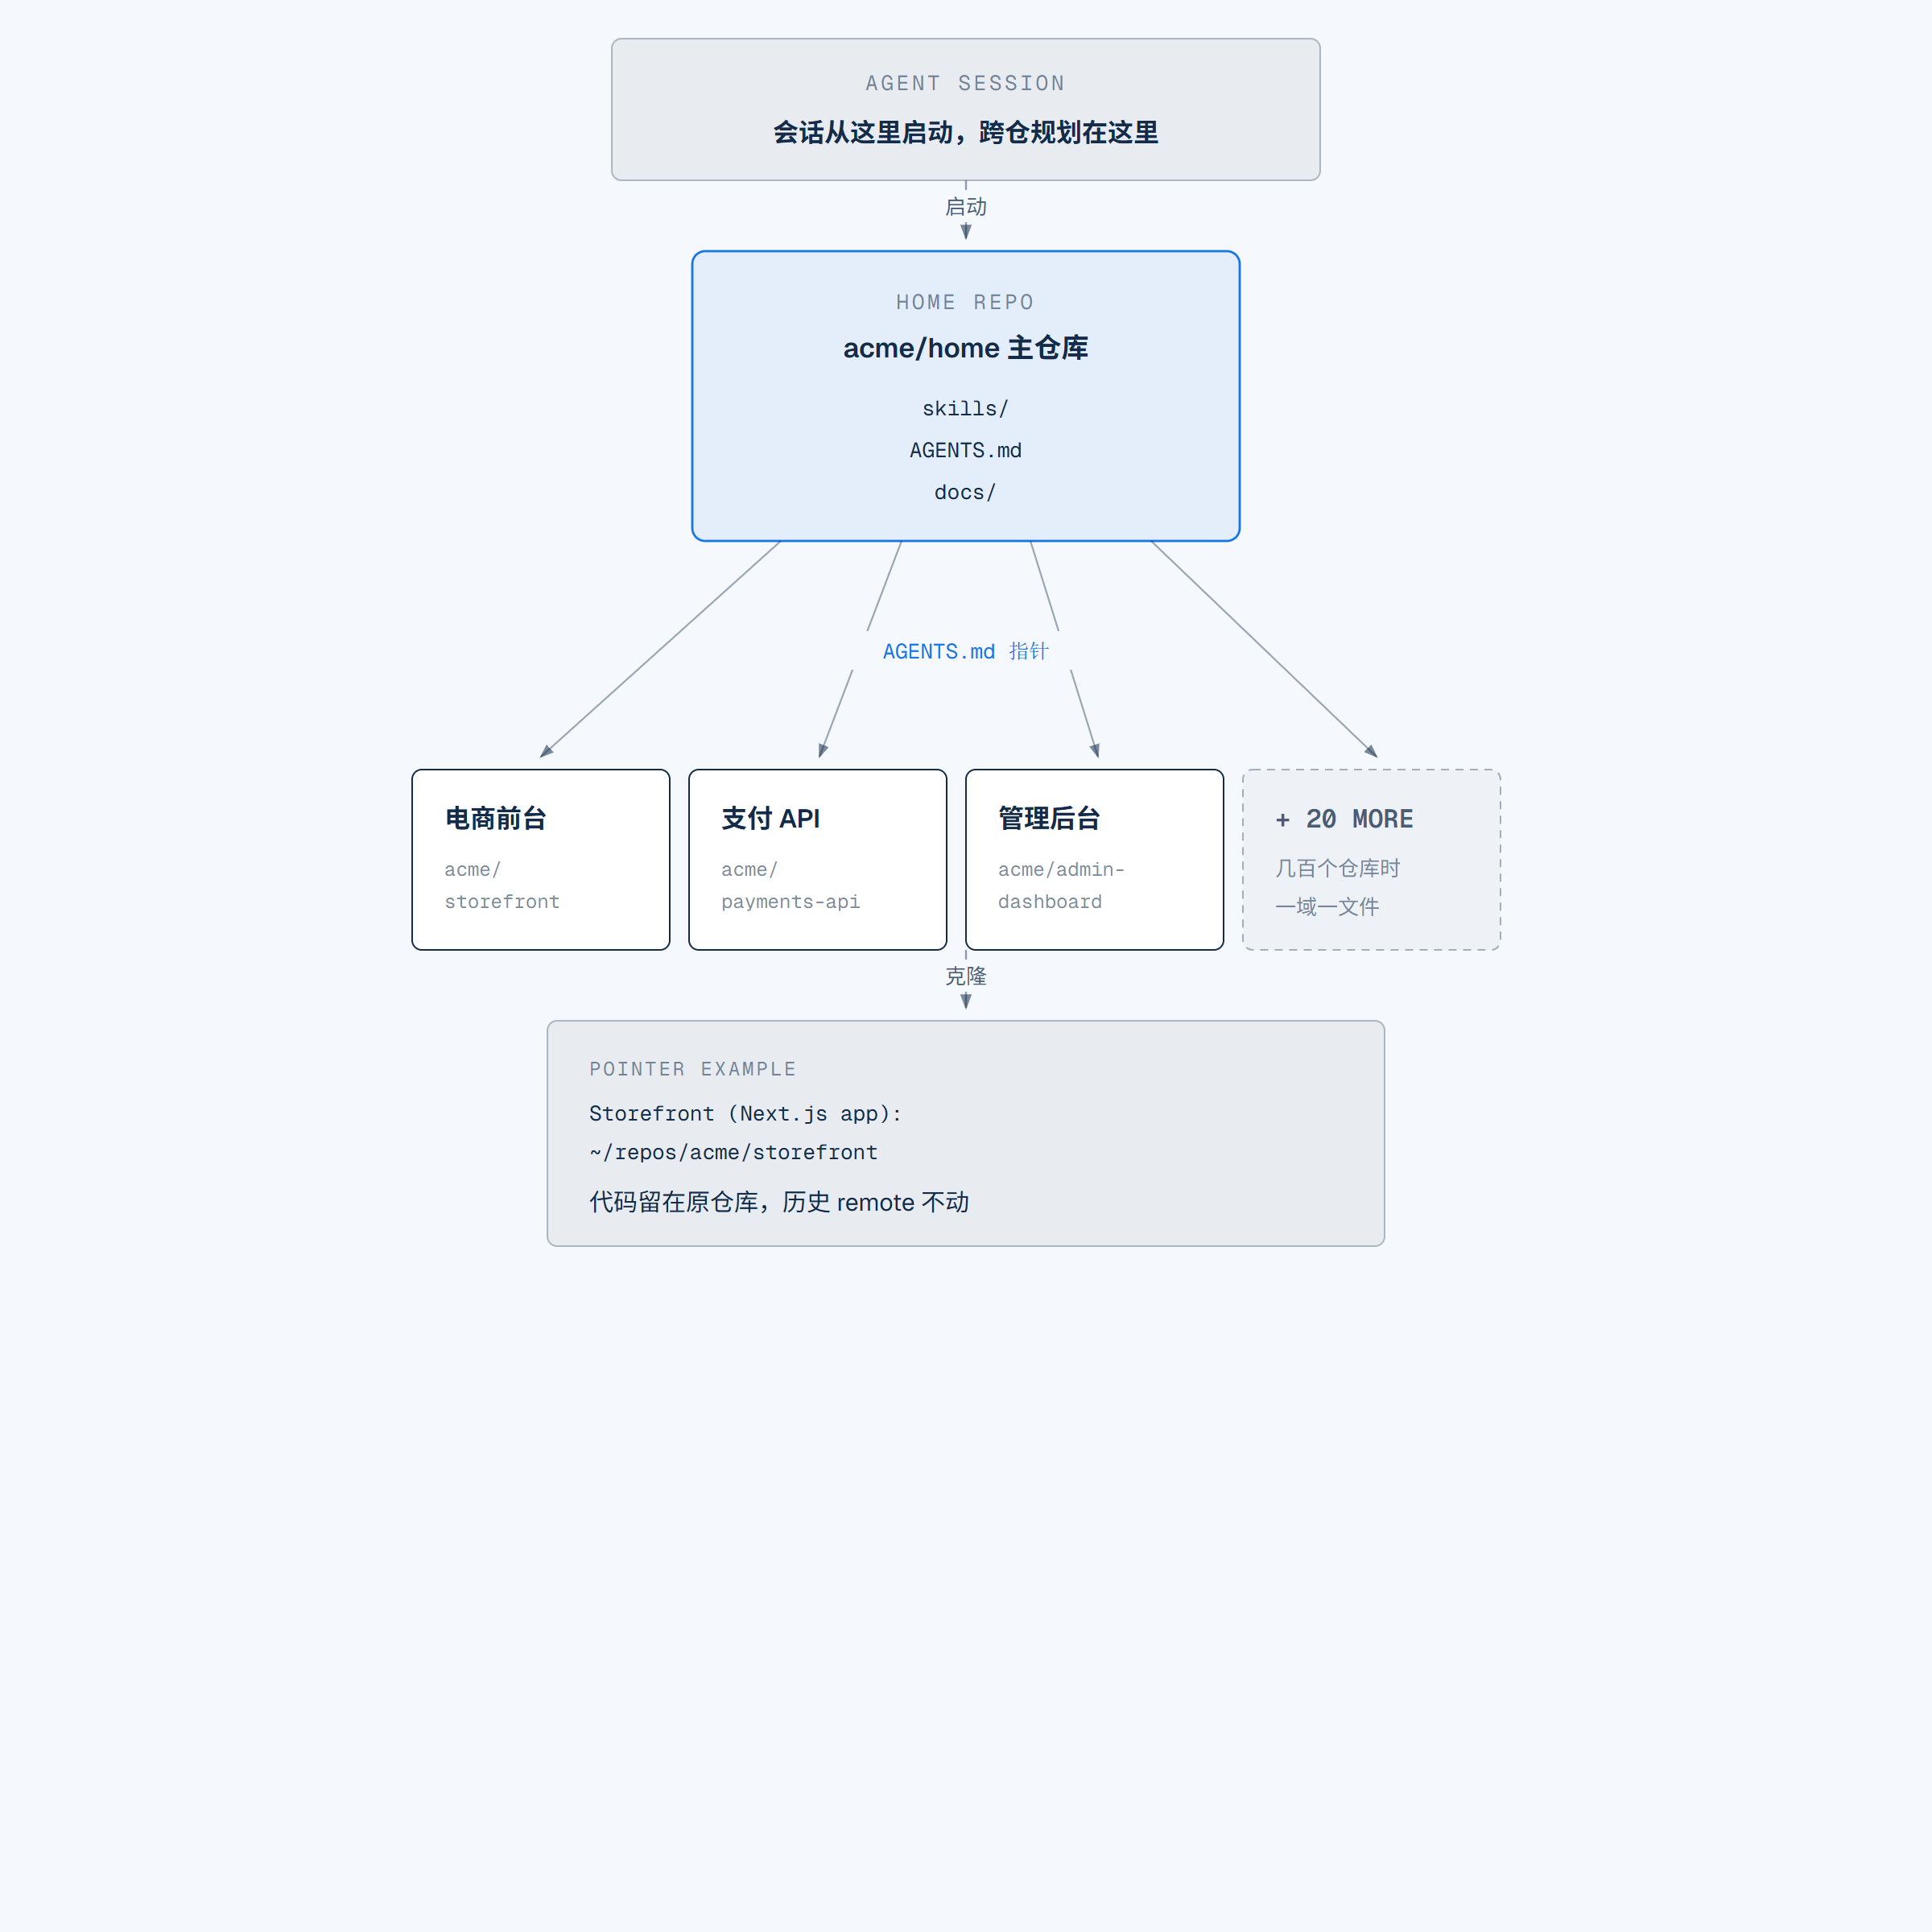 AGENT SESSION
会话从这里启动，跨仓规划在这里
启动
HOME REPO
acme/home 主仓库
skills/
AGENTS.md
docs/
AGENTS.md 指针
电商前台
acme/
storefront
支付 API
acme/
payments-api
管理后台
acme/admin-
dashboard
+ 20 MORE
几百个仓库时
一域一文件
克隆
POINTER EXAMPLE
Storefront (Next.js app):
~/repos/acme/storefront
代码留在原仓库，历史 remote 不动